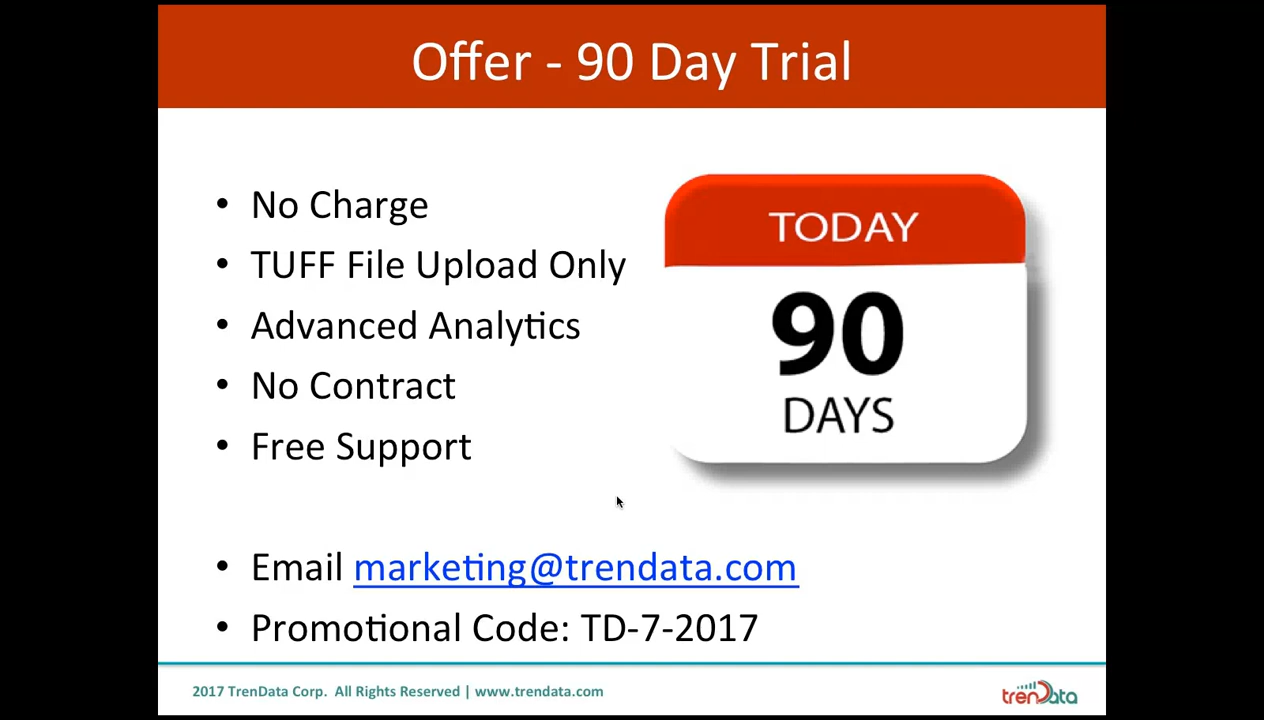 Offer - 90 Day Trial
• No Charge
• TUFF File Upload Only
• Advanced Analytics
• No Contract
• Free Support
TODAY
90
DAYS
• Email marketing@trendata.com
• Promotional Code: TD-7-2017
2017 TrenData Corp. All Rights Reserved | www.trendata.com
trenData